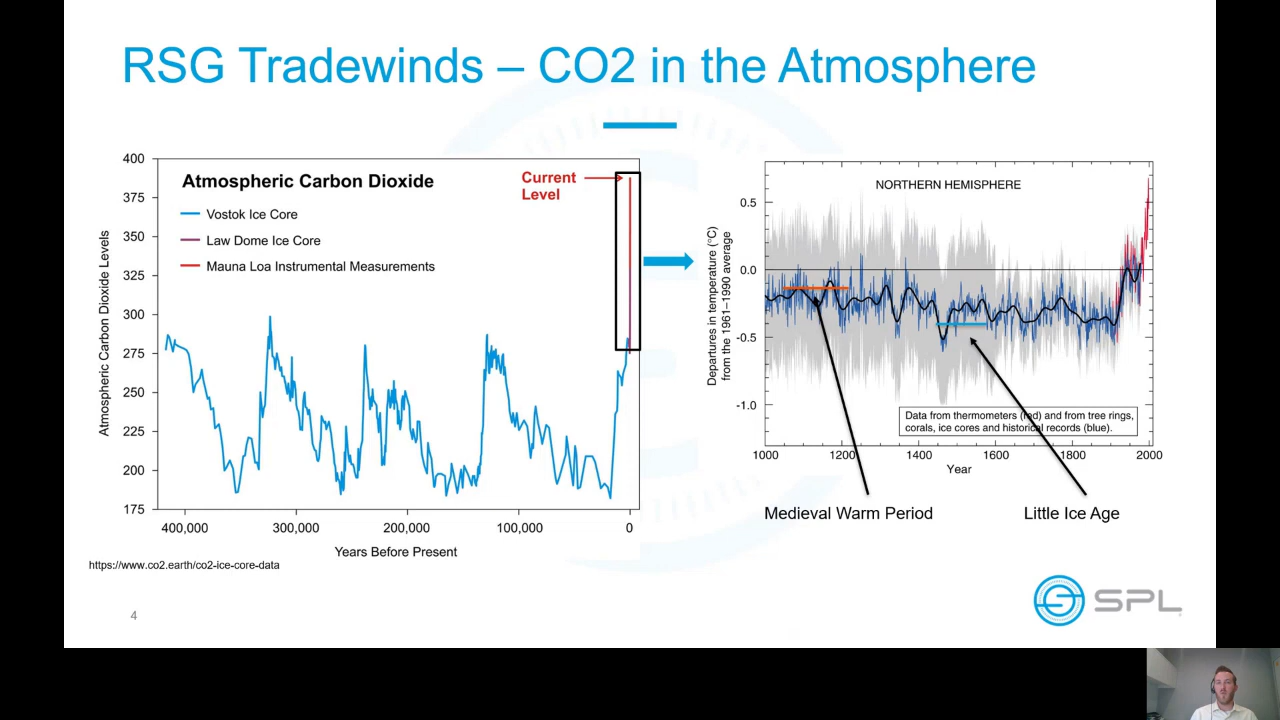 RSG Tradewinds – CO2 in the Atmosphere
400
375
350
325
300
275
250
225
200
175
Atmospheric Carbon Dioxide Levels
Atmospheric Carbon Dioxide
Vostok Ice Core
Law Dome Ice Core
Mauna Loa Instrumental Measurements
Current
Level
400,000
300,000
200,000
100,000
0
Years Before Present
https://www.co2.earth/co2-ice-core-data
NORTHERN HEMISPHERE
0.5
0.0
-0.5
-1.0
Departures in temperature (°C)
from the 1961–1990 average
Data from thermometers (red) and from tree rings,
corals, ice cores and historical records (blue).
1000
1200
1400
1600
1800
2000
Year
Medieval Warm Period
Little Ice Age
4
SPL